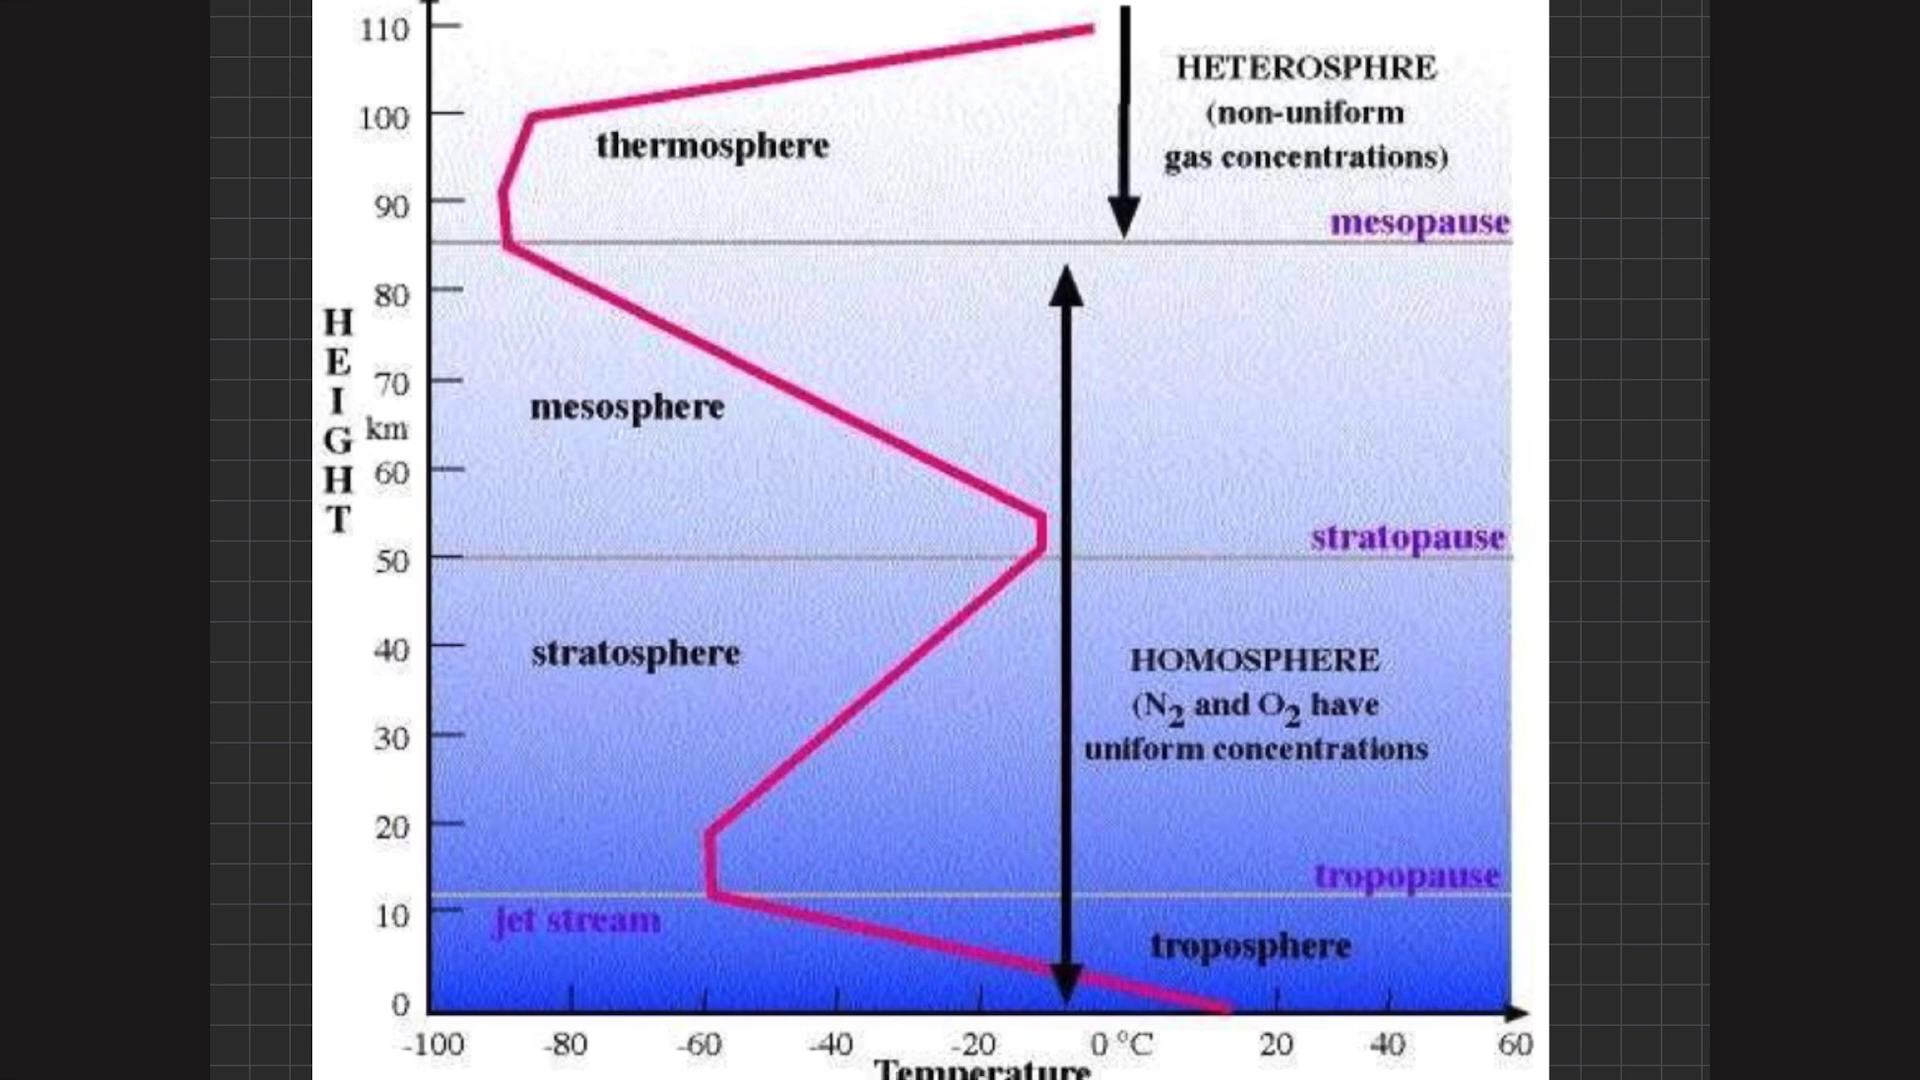 110
HETEROSPHRE
(non-uniform
gas concentrations)
100
thermosphere
90
mesopause
80
HEIGHT
70
mesosphere
km
60
stratopause
50
40
stratosphere
HOMOSPHERE
(N2 and O2 have
uniform concentrations
30
20
tropopause
10
jet stream
troposphere
0
-100 -80 -60 -40 -20 0 °C 20 40 60
Temperature